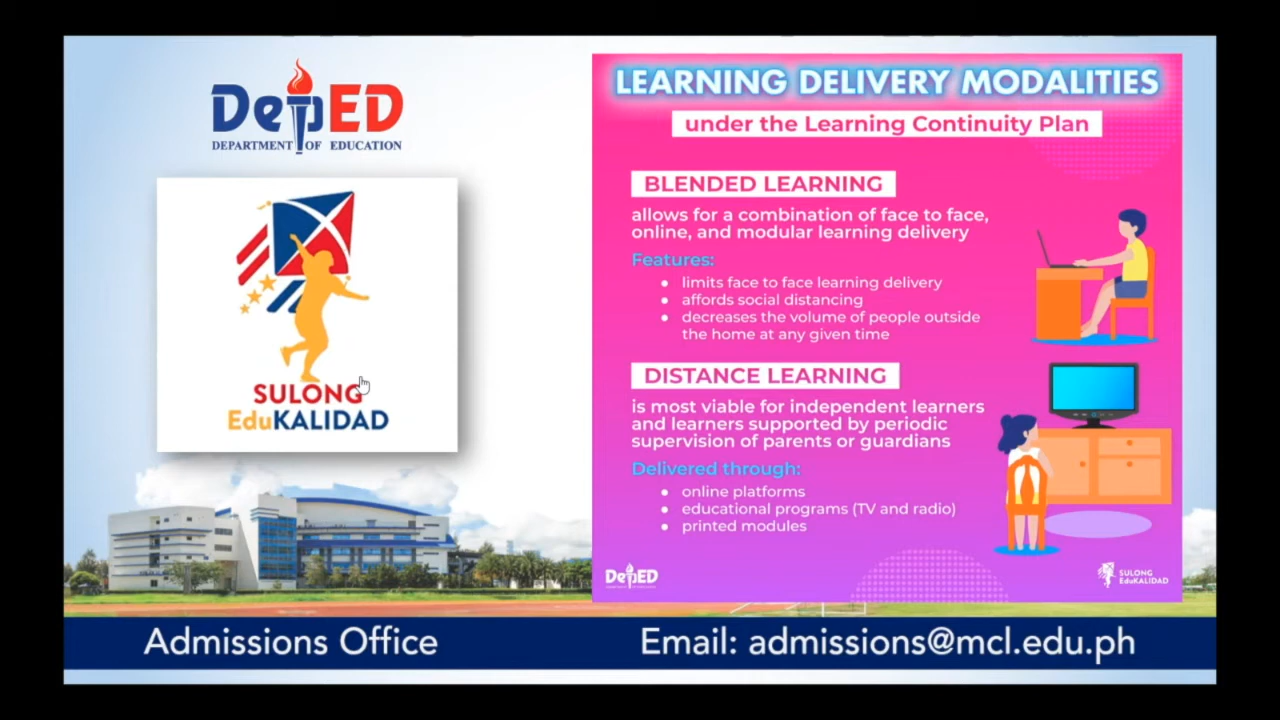 DepED
DEPARTMENT OF EDUCATION
SULONG
EduKALIDAD
LEARNING DELIVERY MODALITIES
under the Learning Continuity Plan
BLENDED LEARNING
allows for a combination of face to face,
online, and modular learning delivery
Features:
● limits face to face learning delivery
● affords social distancing
● decreases the volume of people outside
the home at any given time
DISTANCE LEARNING
is most viable for independent learners
and learners supported by periodic
supervision of parents or guardians
Delivered through:
● online platforms
● educational programs (TV and radio)
● printed modules
DepED
SULONG
EduKALIDAD
Admissions Office
Email: admissions@mcl.edu.ph